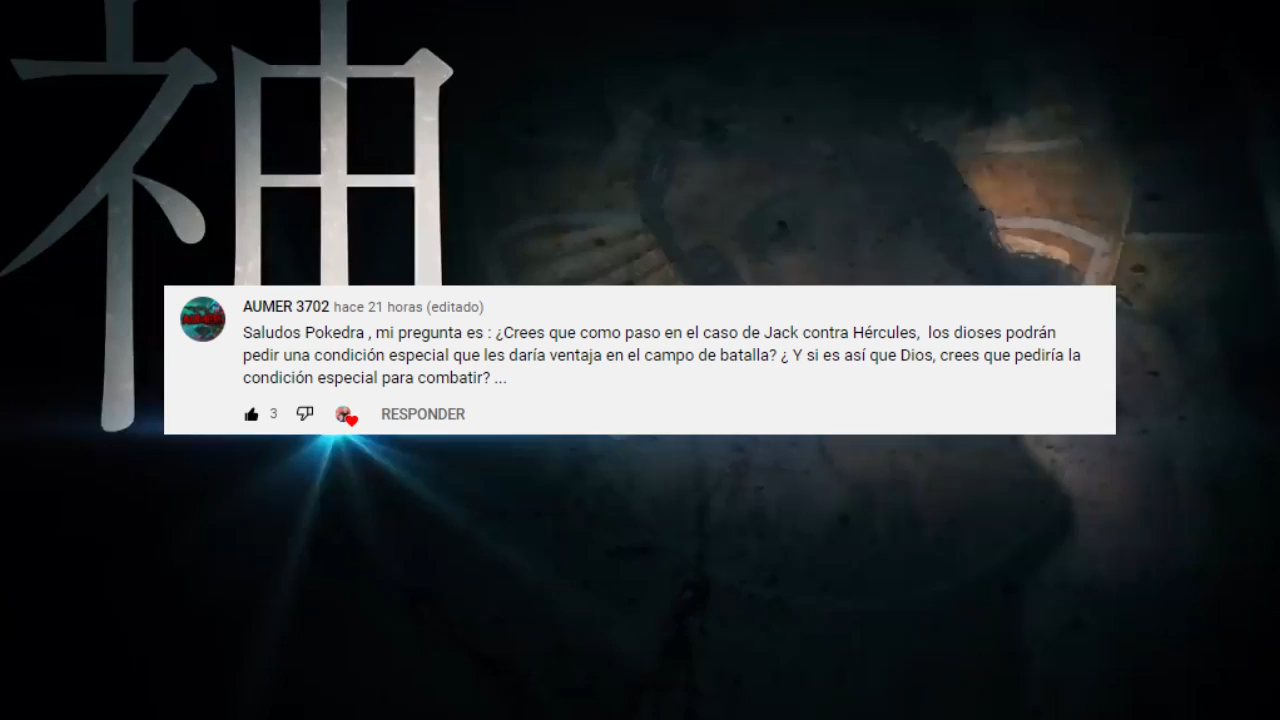 神
AUMER 3702 hace 21 horas (editado)
Saludos Pokedra , mi pregunta es : ¿Crees que como paso en el caso de Jack contra Hércules, los dioses podrán
pedir una condición especial que les daría ventaja en el campo de batalla? ¿ Y si es así que Dios, crees que pediría la
condición especial para combatir? ...
3 RESPONDER